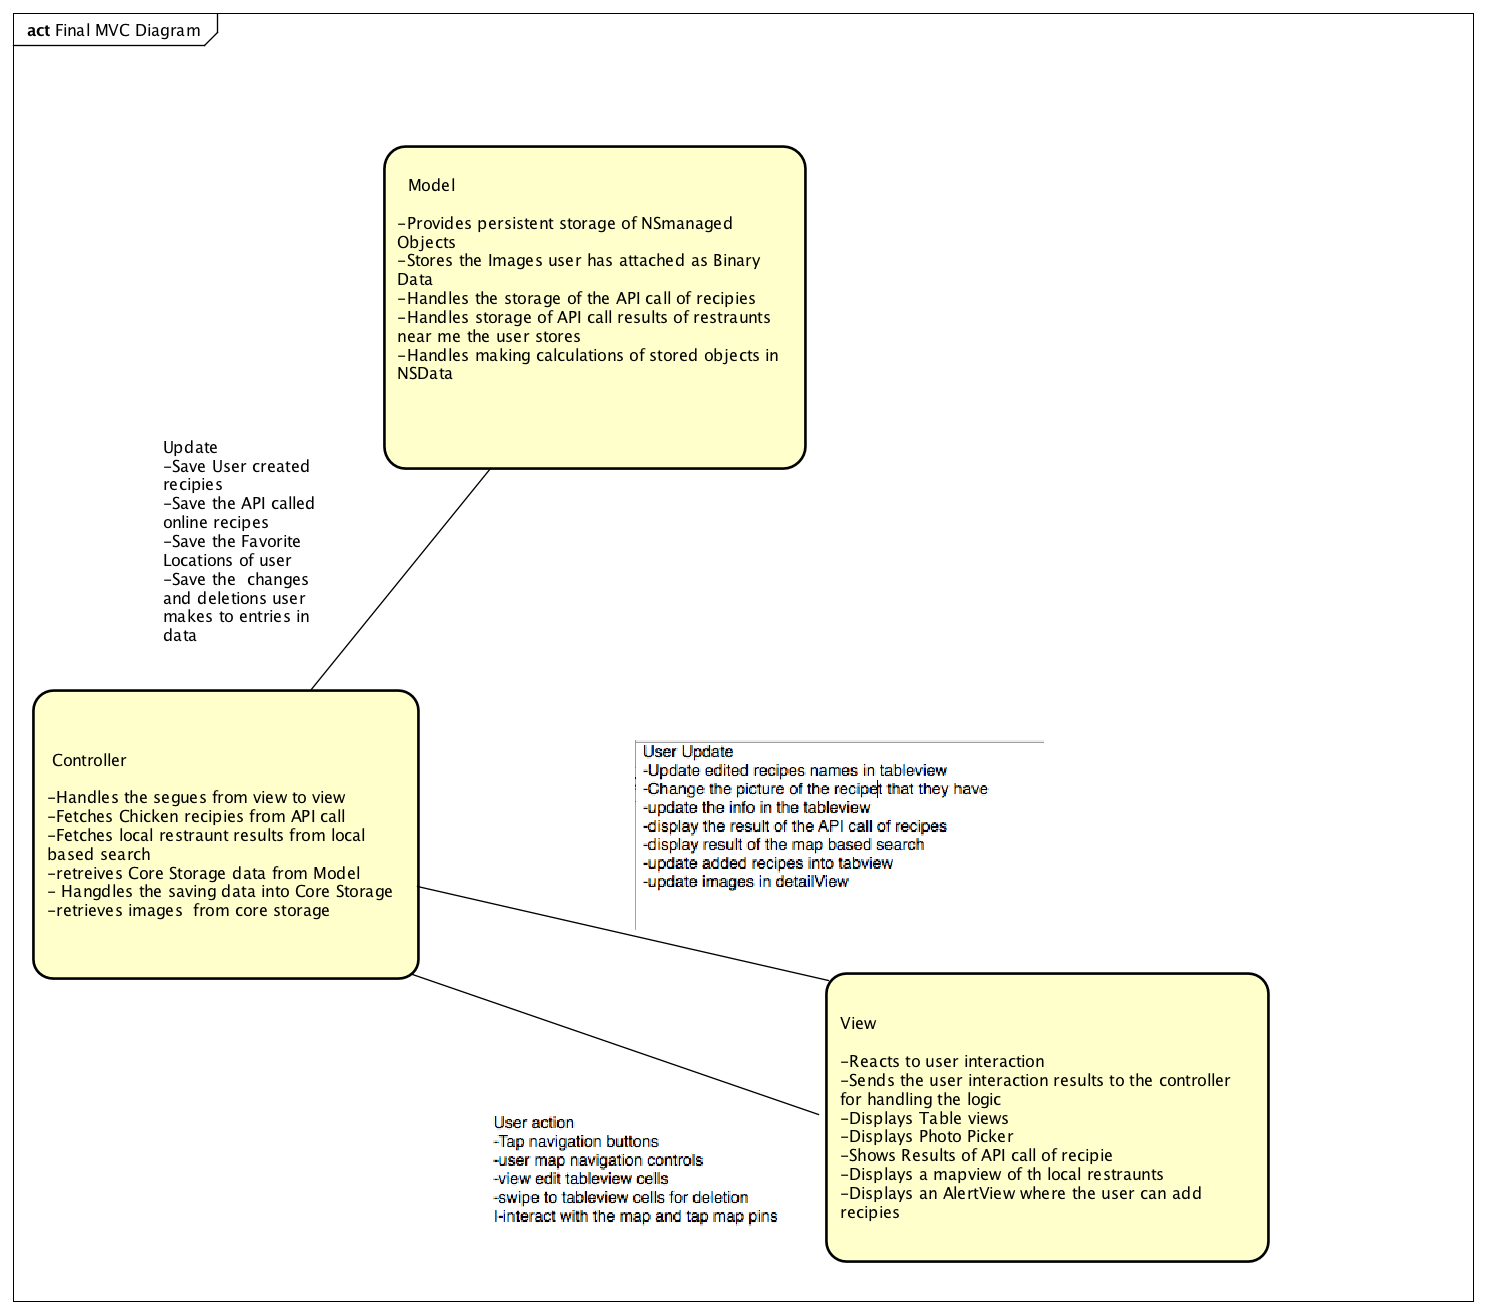 act Final MVC Diagram
Model
-Provides persistent storage of NSmanaged
Objects
-Stores the Images user has attached as Binary
Data
-Handles the storage of the API call of recipies
-Handles storage of API call results of restraunts
near me the user stores
-Handles making calculations of stored objects in
NSData
Update
-Save User created
recipies
-Save the API called
online recipes
-Save the Favorite
Locations of user
-Save the  changes
and deletions user
makes to entries in
data
Controller
-Handles the segues from view to view
-Fetches Chicken recipies from API call
-Fetches local restraunt results from local
based search
-retreives Core Storage data from Model
- Hangdles the saving data into Core Storage
-retrieves images  from core storage
User Update
-Update edited recipes names in tableview
-Change the picture of the recipet that they have
-update the info in the tableview
-display the result of the API call of recipes
-display result of the map based search
-update added recipes into tabview
-update images in detailView
View
-Reacts to user interaction
-Sends the user interaction results to the controller
for handling the logic
-Displays Table views
-Displays Photo Picker
-Shows Results of API call of recipie
-Displays a mapview of th local restraunts
-Displays an AlertView where the user can add
recipies
User action
-Tap navigation buttons
-user map navigation controls
-view edit tableview cells
-swipe to tableview cells for deletion
l-interact with the map and tap map pins